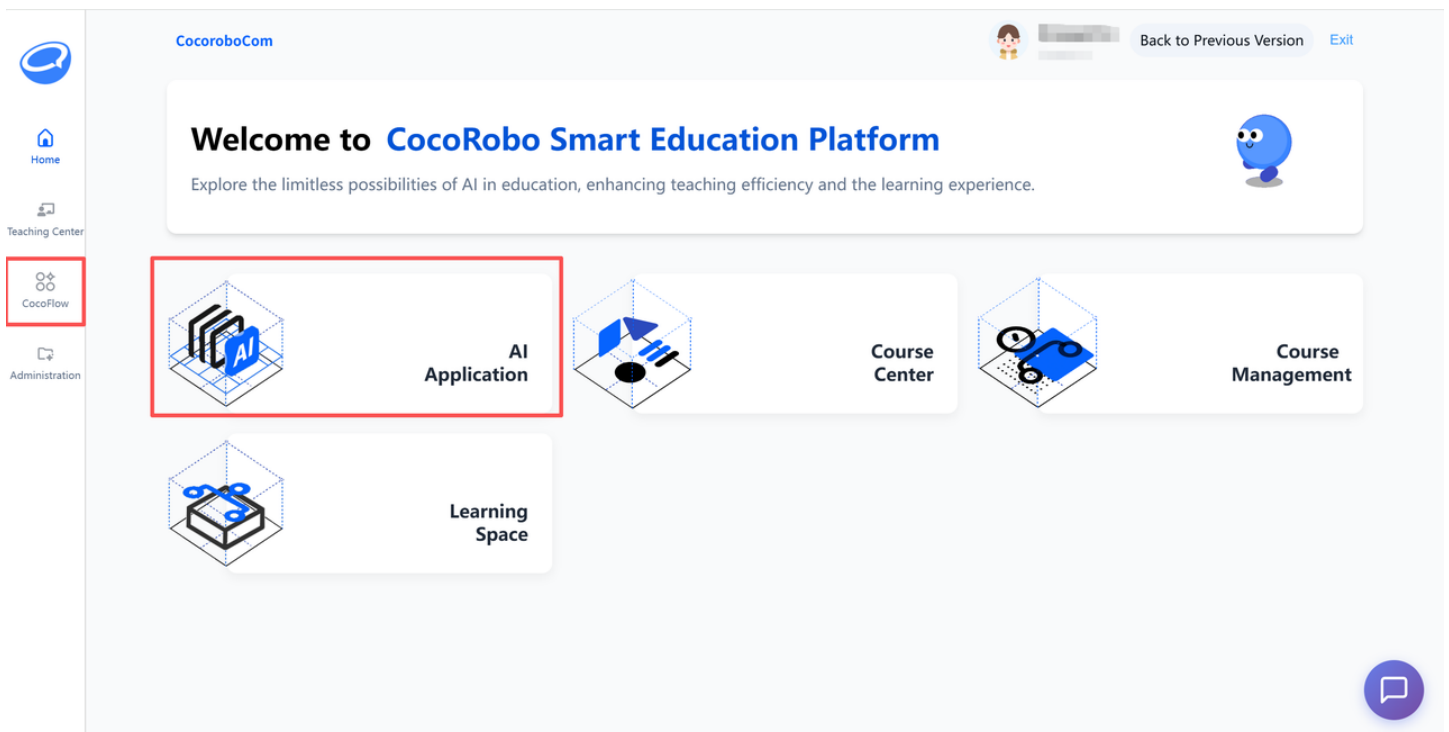 CocoroboCom
Back to Previous Version
Exit
Home
Teaching Center
CocoFlow
Administration
Welcome to CocoRobo Smart Education Platform
Explore the limitless possibilities of AI in education, enhancing teaching efficiency and the learning experience.
AI
AI
Application
Course
Center
Course
Management
Learning
Space